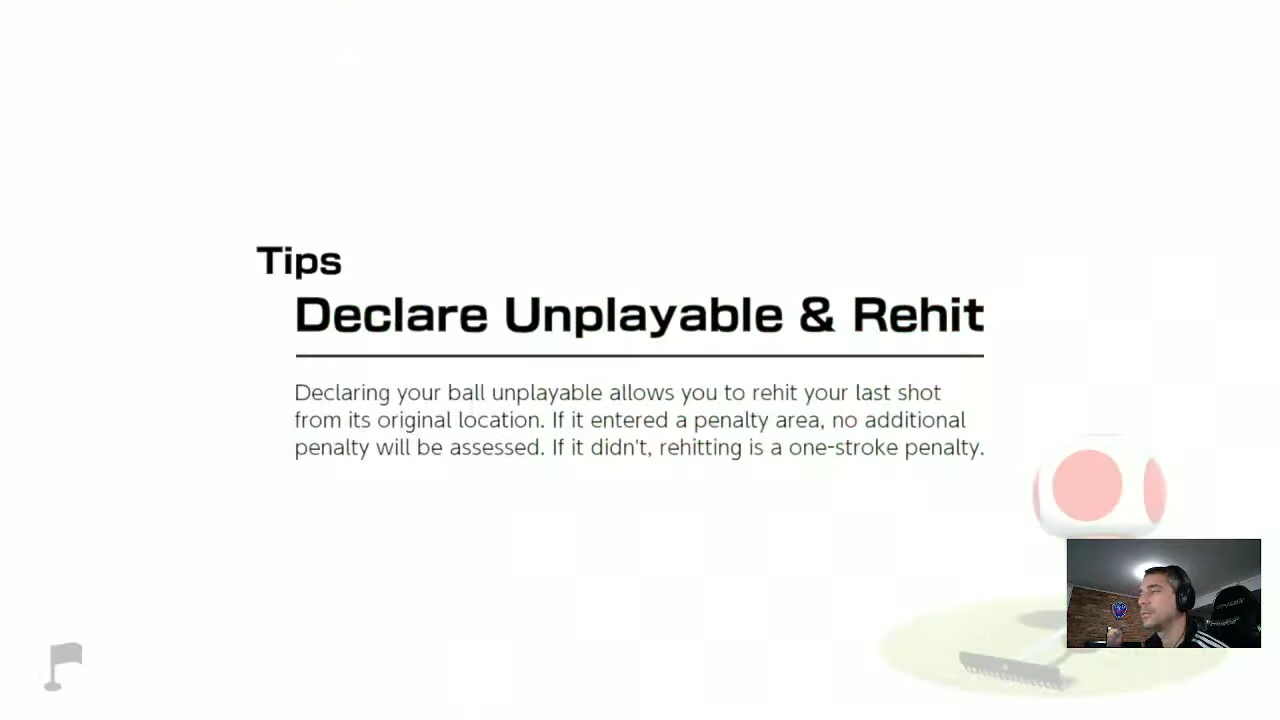 Tips
Declare Unplayable & Rehit
Declaring your ball unplayable allows you to rehit your last shot
from its original location. If it entered a penalty area, no additional
penalty will be assessed. If it didn't, rehitting is a one-stroke penalty.